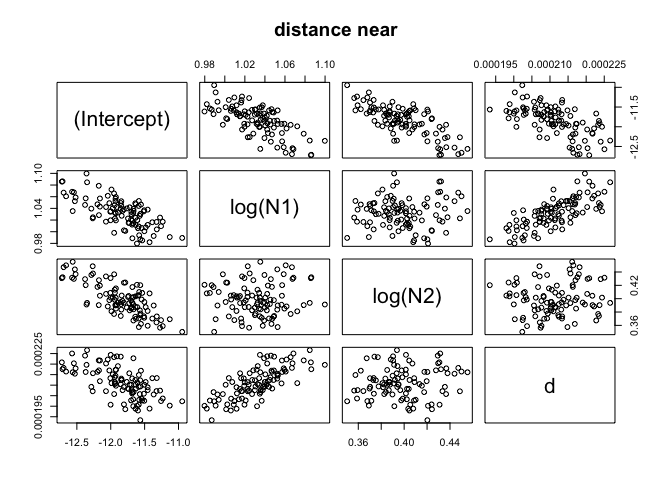 distance near
0.98 1.02 1.06 1.10
0.000195 0.000210 0.000225
(Intercept)
-12.5 -11.5
0.98 1.04 1.10
log(N1)
log(N2)
0.36 0.42
0.000195 0.000225
d
-12.5 -12.0 -11.5 -11.0
0.36 0.40 0.44